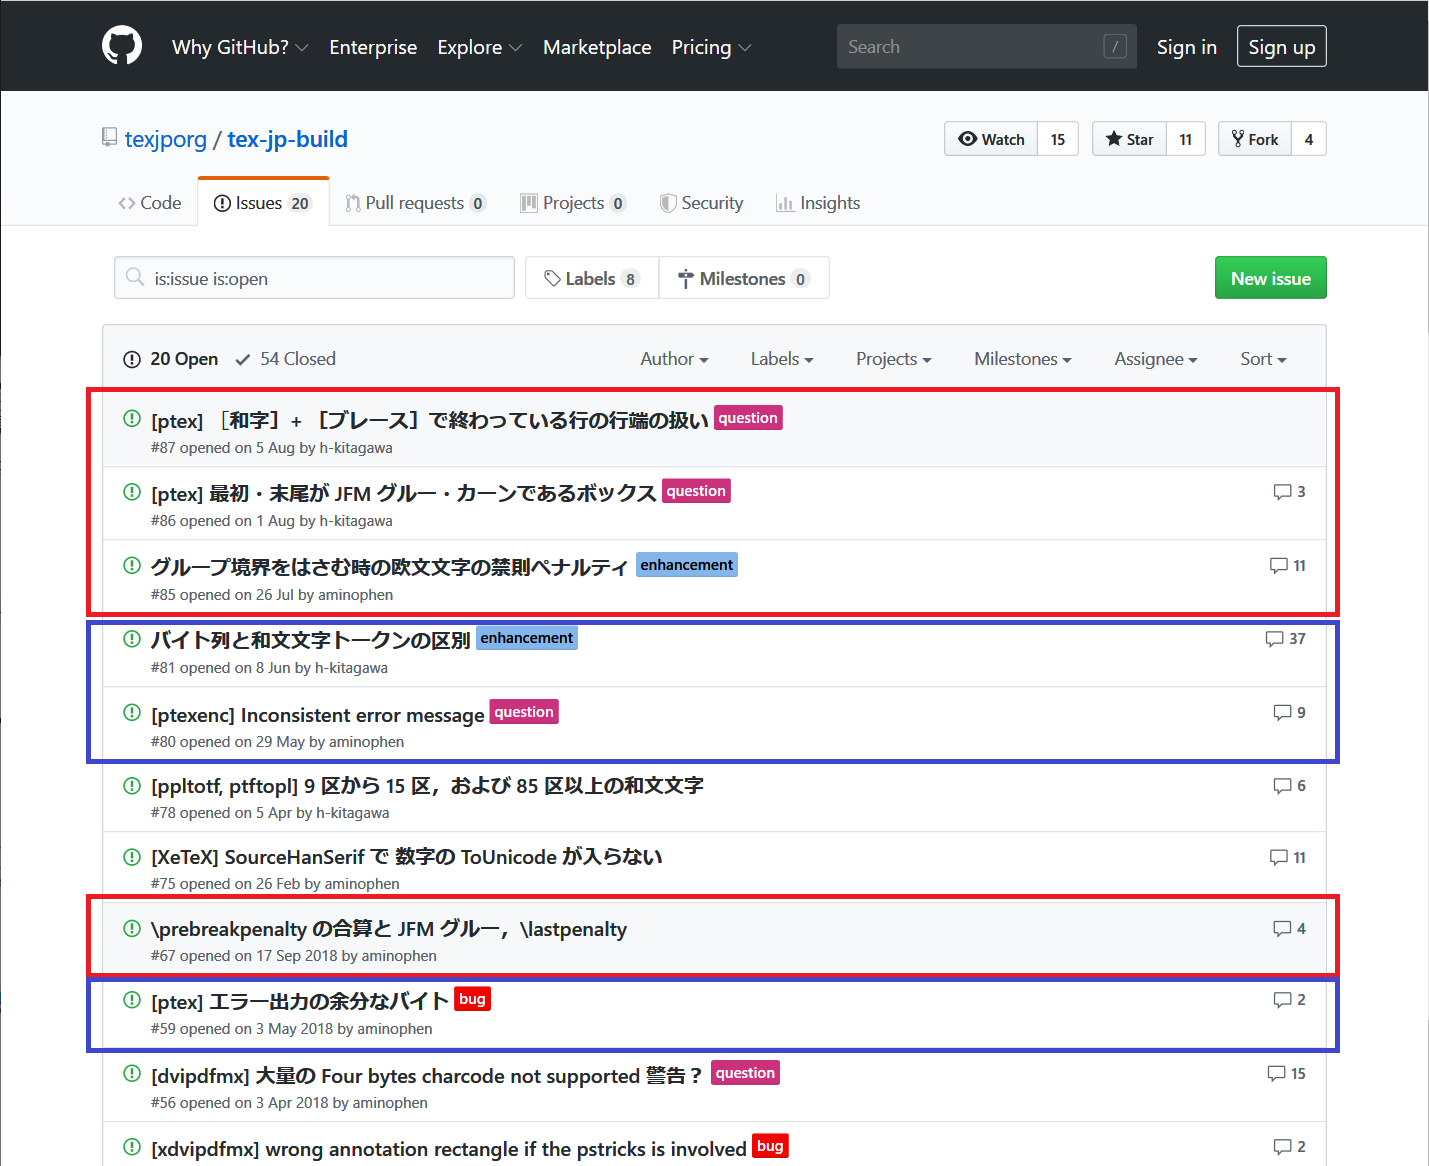 Why GitHub? Enterprise Explore Marketplace Pricing Search / Sign in Sign up
texjporg / tex-jp-build Watch 15 Star 11 Fork 4
Code Issues 20 Pull requests 0 Projects 0 Security Insights
is:issue is:open Labels 8 Milestones 0 New issue
20 Open 54 Closed Author Labels Projects Milestones Assignee Sort
[ptex] ［和字］+ ［ブレース］で終わっている行の行端の扱い question
#87 opened on 5 Aug by h-kitagawa
[ptex] 最初・末尾が JFM グルー・カーンであるボックス question 3
#86 opened on 1 Aug by h-kitagawa
グループ境界をはさむ時の欧文文字の禁則ペナルティ enhancement 11
#85 opened on 26 Jul by aminophen
バイト列と和文文字トークンの区別 enhancement 37
#81 opened on 8 Jun by h-kitagawa
[ptexenc] Inconsistent error message question 9
#80 opened on 29 May by aminophen
[ppltotf, ptftopl] 9 区から 15 区，および 85 区以上の和文文字 6
#78 opened on 5 Apr by h-kitagawa
[XeTeX] SourceHanSerif で 数字の ToUnicode が入らない 11
#75 opened on 26 Feb by aminophen
\prebreakpenalty の合算と JFM グルー，\lastpenalty 4
#67 opened on 17 Sep 2018 by aminophen
[ptex] エラー出力の余分なバイト bug 2
#59 opened on 3 May 2018 by aminophen
[dvipdfmx] 大量の Four bytes charcode not supported 警告？ question 15
#56 opened on 3 Apr 2018 by aminophen
[xdvipdfmx] wrong annotation rectangle if the pstricks is involved bug 2